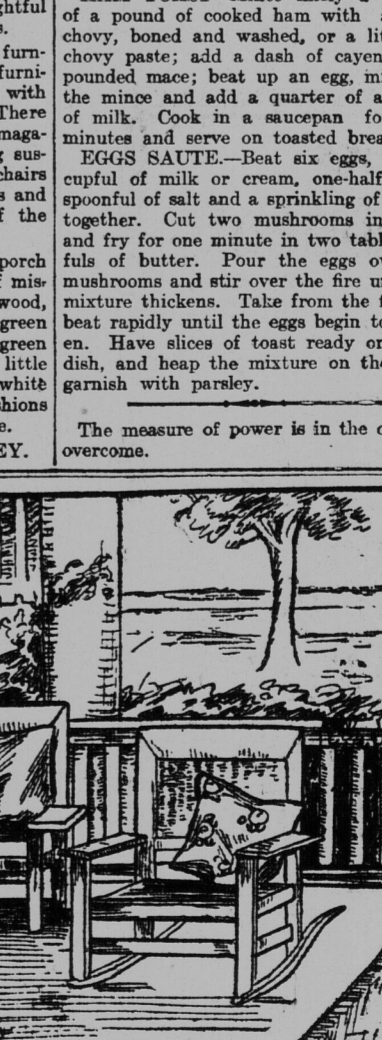 ghtful
s.
furn-
furni-
with
There
maga-
g sus-
chairs
s and
f the
porch
f mis-
wood,
green
green
little
white
shions
e.
EY.
of a pound of cooked ham with
chovy, boned and washed, or a lit
chovy paste; add a dash of cayen
pounded mace; beat up an egg, mi
the mince and add a quarter of a
of milk. Cook in a saucepan fo
minutes and serve on toasted brea
EGGS SAUTE.—Beat six eggs,
cupful of milk or cream, one-half
spoonful of salt and a sprinkling of
together. Cut two mushrooms in
and fry for one minute in two tabl
fuls of butter. Pour the eggs ov
mushrooms and stir over the fire u
mixture thickens. Take from the f
beat rapidly until the eggs begin to
en. Have slices of toast ready on
dish, and heap the mixture on the
garnish with parsley.
The measure of power is in the o
overcome.